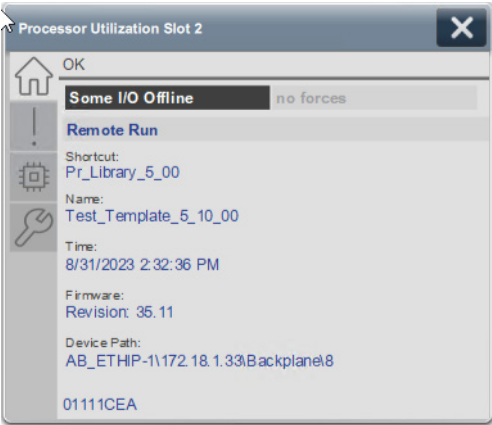 Processor Utilization Slot 2
OK
Some I/O Offline
no forces
Remote Run
Shortcut:
Pr_Library_5_00
Name:
Test_Template_5_10_00
Time:
8/31/2023 2:32:36 PM
Firmware:
Revision: 35.11
Device Path:
AB_ETHIP-1\172.18.1.33\Backplane\8
01111CEA